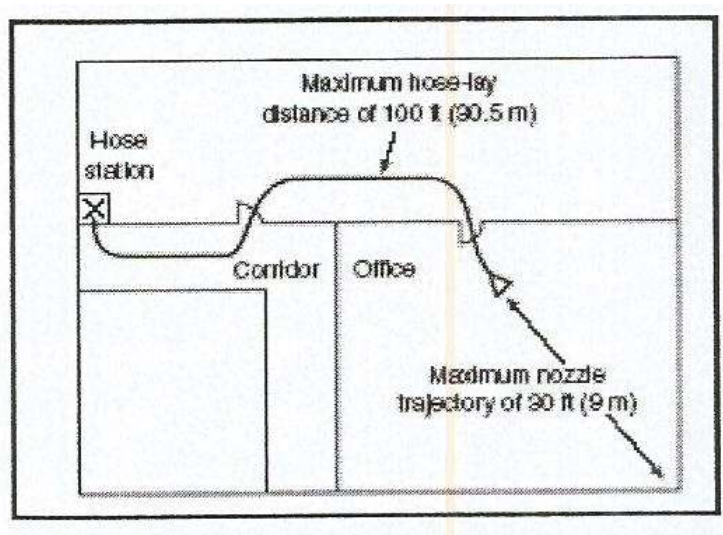 Maximum hose-lay
distance of 100 ft (30.5 m)
Hose
station
Corridor
Office
Maximum nozzle
trajectory of 30 ft (9 m)